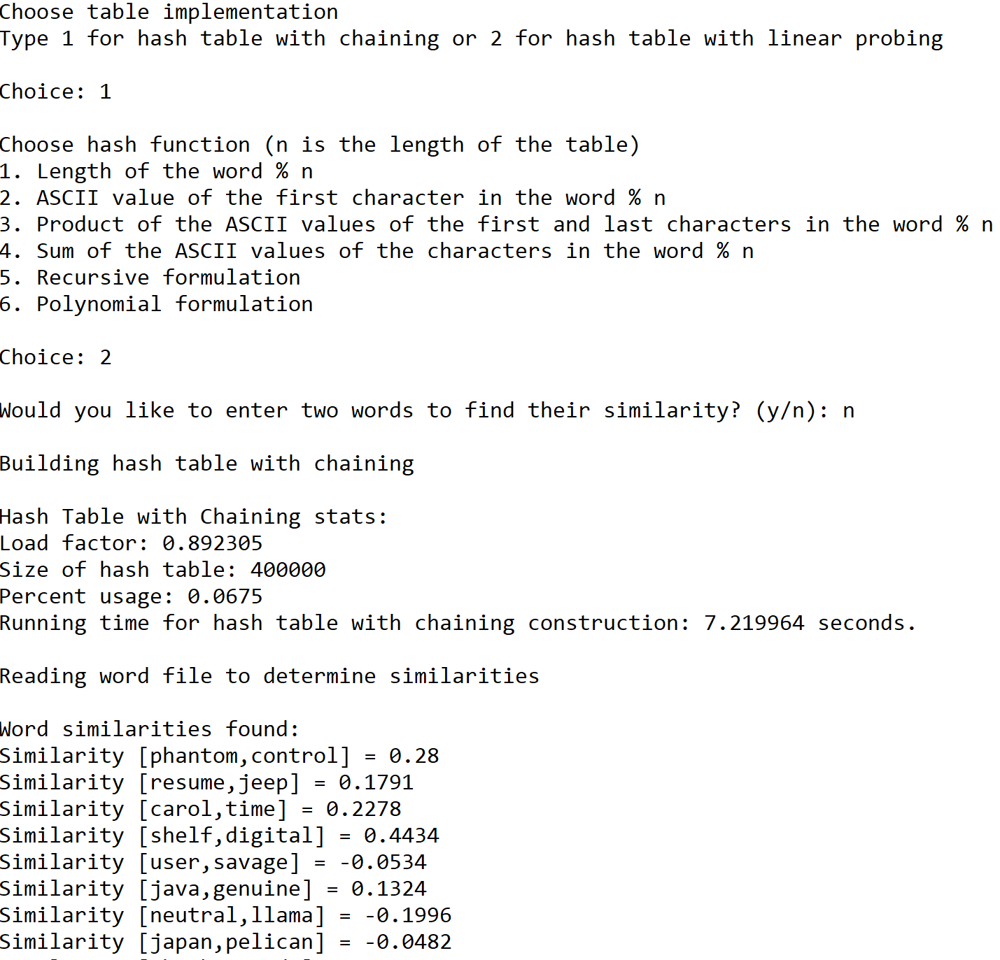 Choose table implementation
Type 1 for hash table with chaining or 2 for hash table with linear probing
Choice: 1
Choose hash function (n is the length of the table)
1. Length of the word % n
2. ASCII value of the first character in the word % n
3. Product of the ASCII values of the first and last characters in the word % n
4. Sum of the ASCII values of the characters in the word % n
5. Recursive formulation
6. Polynomial formulation
Choice: 2
Would you like to enter two words to find their similarity? (y/n): n
Building hash table with chaining
Hash Table with Chaining stats:
Load factor: 0.892305
Size of hash table: 400000
Percent usage: 0.0675
Running time for hash table with chaining construction: 7.219964 seconds.
Reading word file to determine similarities
Word similarities found:
Similarity [phantom,control] = 0.28
Similarity [resume,jeep] = 0.1791
Similarity [carol,time] = 0.2278
Similarity [shelf,digital] = 0.4434
Similarity [user,savage] = -0.0534
Similarity [java,genuine] = 0.1324
Similarity [neutral,llama] = -0.1996
Similarity [japan,pelican] = -0.0482